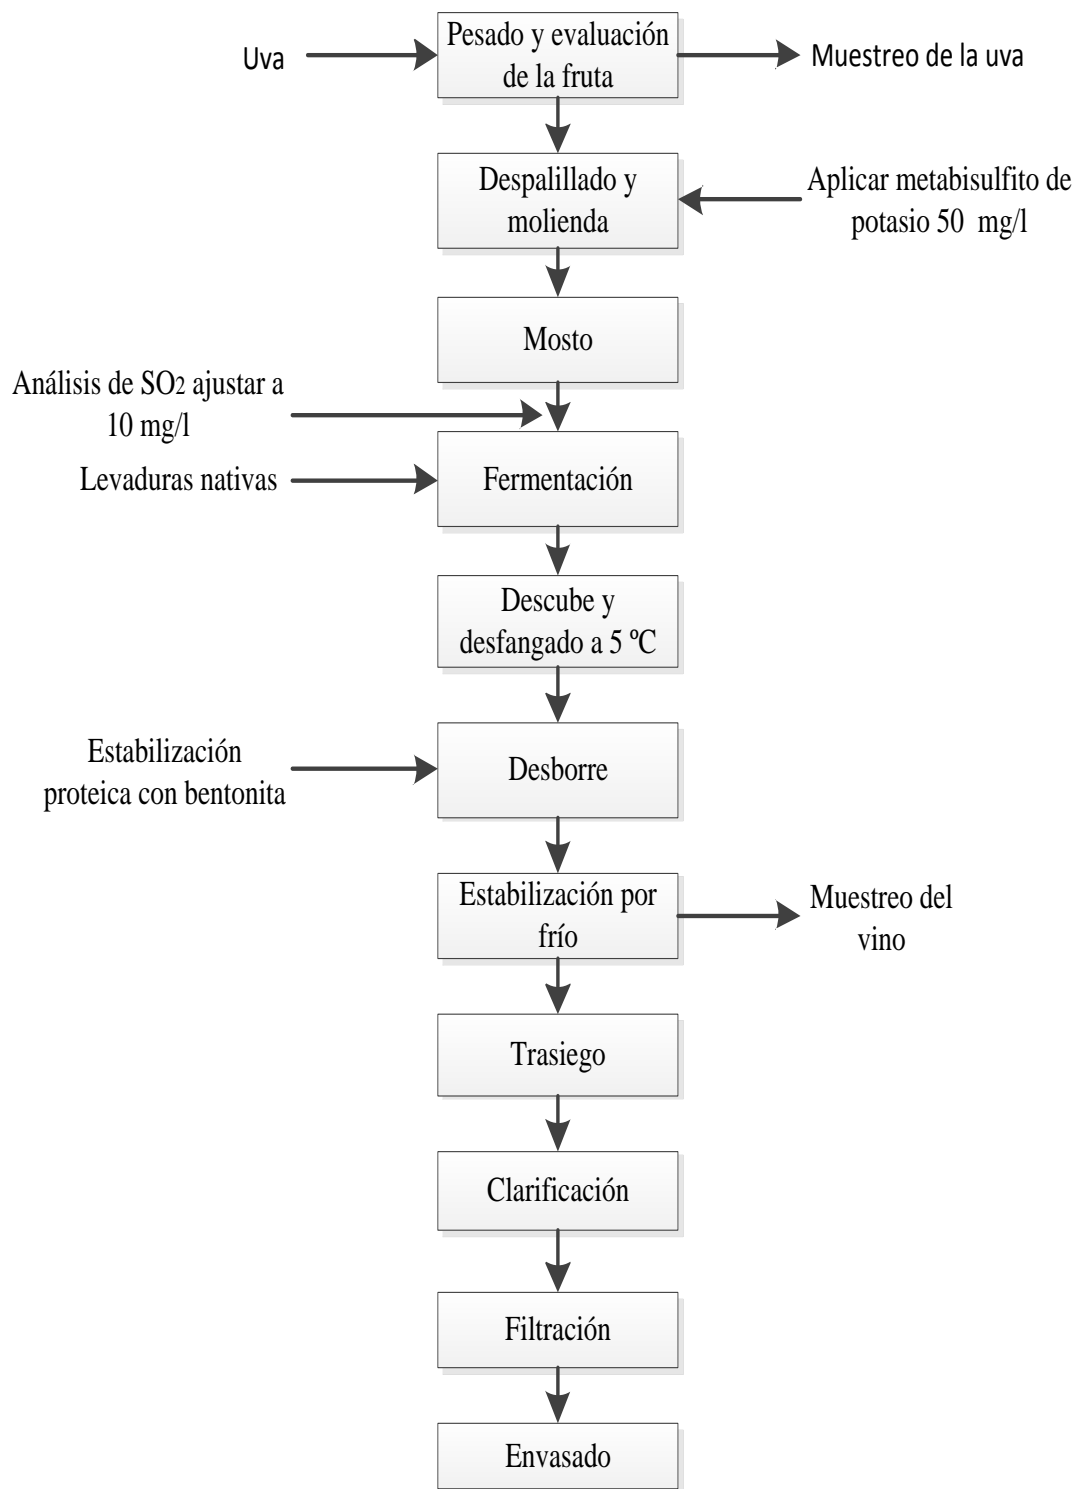 Uva
Pesado y evaluación
de la fruta
Muestreo de la uva
Despalillado y
molienda
Aplicar metabisulfito de
potasio 50 mg/l
Mosto
Análisis de SO2 ajustar a
10 mg/l
Levaduras nativas
Fermentación
Descube y
desfangado a 5 ºC
Estabilización
proteica con bentonita
Desborre
Estabilización por
frío
Muestreo del
vino
Trasiego
Clarificación
Filtración
Envasado